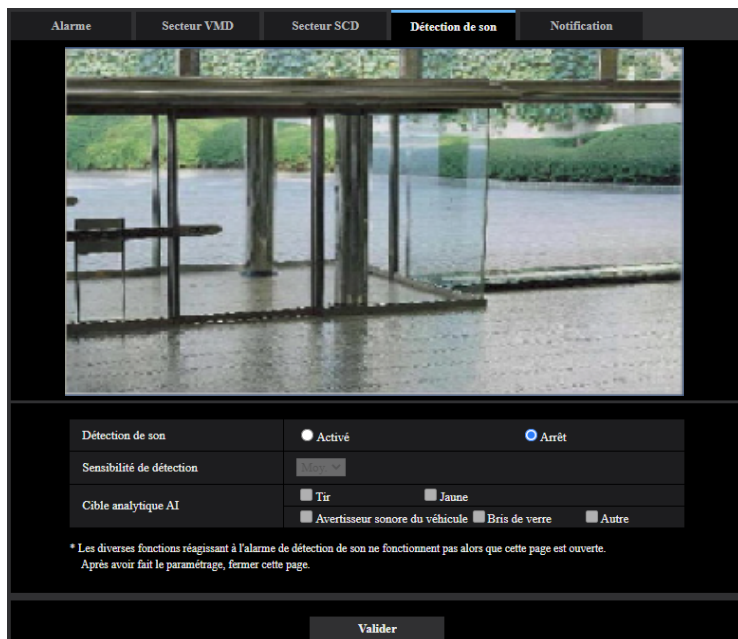 Alarme Secteur VMD Secteur SCD Détection de son Notification
Détection de son Activé Arrêt
Sensibilité de détection Moy.
Cible analytique AI
Tir Jaune
Avertisseur sonore du véhicule Bris de verre Autre
* Les diverses fonctions réagissant à l'alarme de détection de son ne fonctionnent pas alors que cette page est ouverte.
Après avoir fait le paramétrage, fermer cette page.
Valider